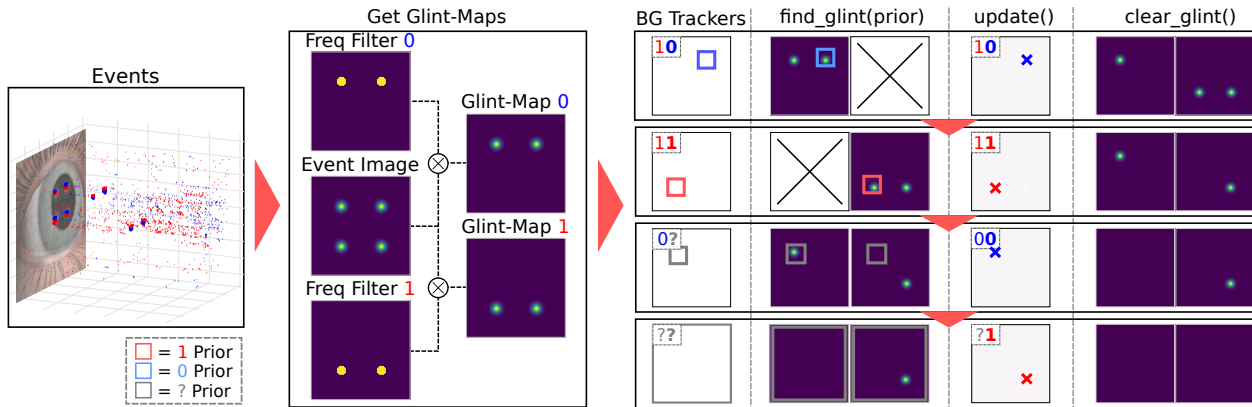 Events
= 1 Prior
= 0 Prior
= ? Prior
Get Glint-Maps
Freq Filter 0
Event Image
Freq Filter 1
Glint-Map 0
Glint-Map 1
BG Trackers find_glint(prior) update() clear_glint()
10 10
11 11
0? 00
?? ?1